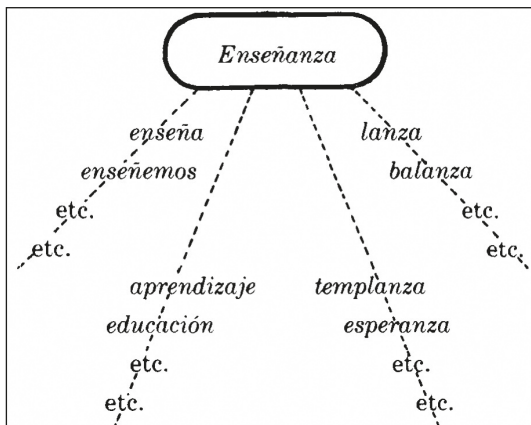 Enseñanza
enseña lanza
enseñemos balanza
etc. etc.
etc. etc.
aprendizaje templanza
educación esperanza
etc. etc.
etc. etc.